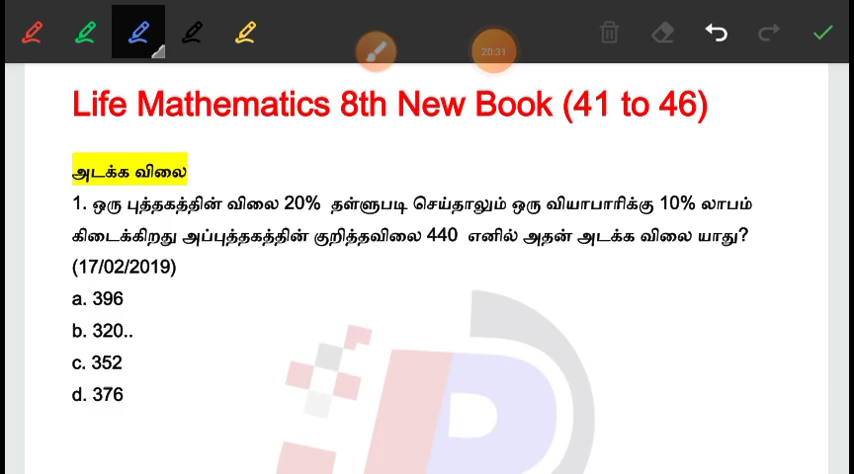 20:31
Life Mathematics 8th New Book (41 to 46)
அடக்க விலை
1. ஒரு புத்தகத்தின் விலை 20% தள்ளுபடி செய்தாலும் ஒரு வியாபாரிக்கு 10% லாபம்
கிடைக்கிறது அப்புத்தகத்தின் குறித்தவிலை 440 எனில் அதன் அடக்க விலை யாது?
(17/02/2019)
a. 396
b. 320..
c. 352
d. 376